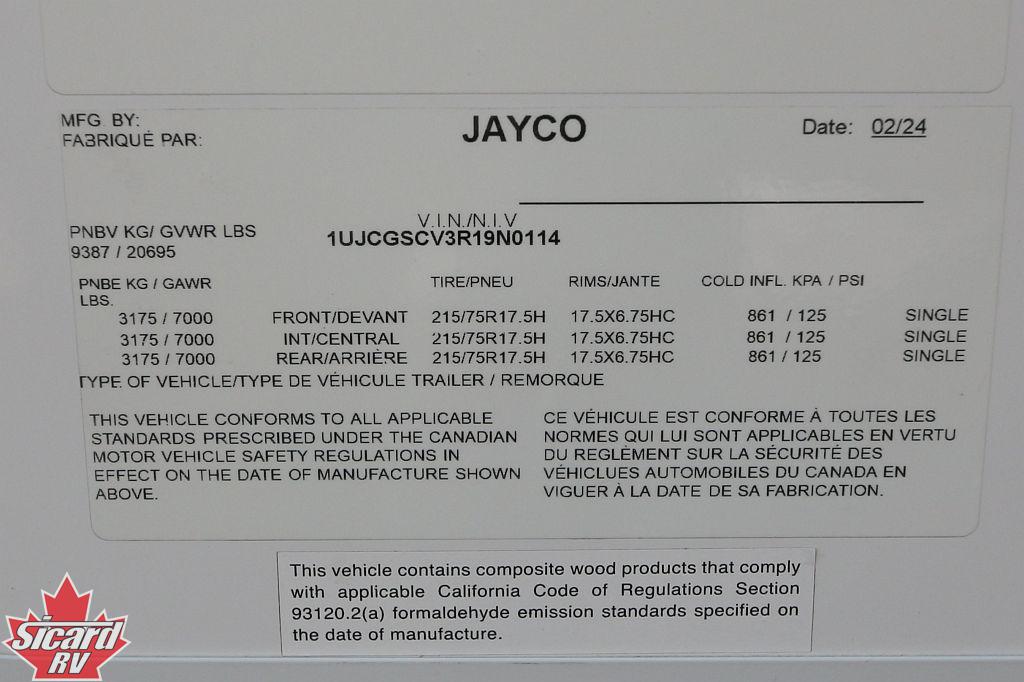 MFG. BY:
FABRIQUÉ PAR:
JAYCO
Date: 02/24
V.I.N./N.I.V
PNBV KG/ GVWR LBS
1UJCGSCV3R19N0114
9387 / 20695
PNBE KG / GAWR
LBS.
TIRE/PNEU RIMS/JANTE COLD INFL. KPA / PSI
3175 / 7000 FRONT/DEVANT 215/75R17.5H 17.5X6.75HC 861 / 125 SINGLE
3175 / 7000 INT/CENTRAL 215/75R17.5H 17.5X6.75HC 861 / 125 SINGLE
3175 / 7000 REAR/ARRIÈRE 215/75R17.5H 17.5X6.75HC 861 / 125 SINGLE
TYPE OF VEHICLE/TYPE DE VÉHICULE TRAILER / REMORQUE
THIS VEHICLE CONFORMS TO ALL APPLICABLE
STANDARDS PRESCRIBED UNDER THE CANADIAN
MOTOR VEHICLE SAFETY REGULATIONS IN
EFFECT ON THE DATE OF MANUFACTURE SHOWN
ABOVE.
CE VÉHICULE EST CONFORME À TOUTES LES
NORMES QUI LUI SONT APPLICABLES EN VERTU
DU REGLÈMENT SUR LA SÉCURITÉ DES
VÉHICLUES AUTOMOBILES DU CANADA EN
VIGUER À LA DATE DE SA FABRICATION.
This vehicle contains composite wood products that comply
with applicable California Code of Regulations Section
93120.2(a) formaldehyde emission standards specified on
the date of manufacture.
Sicard
RV